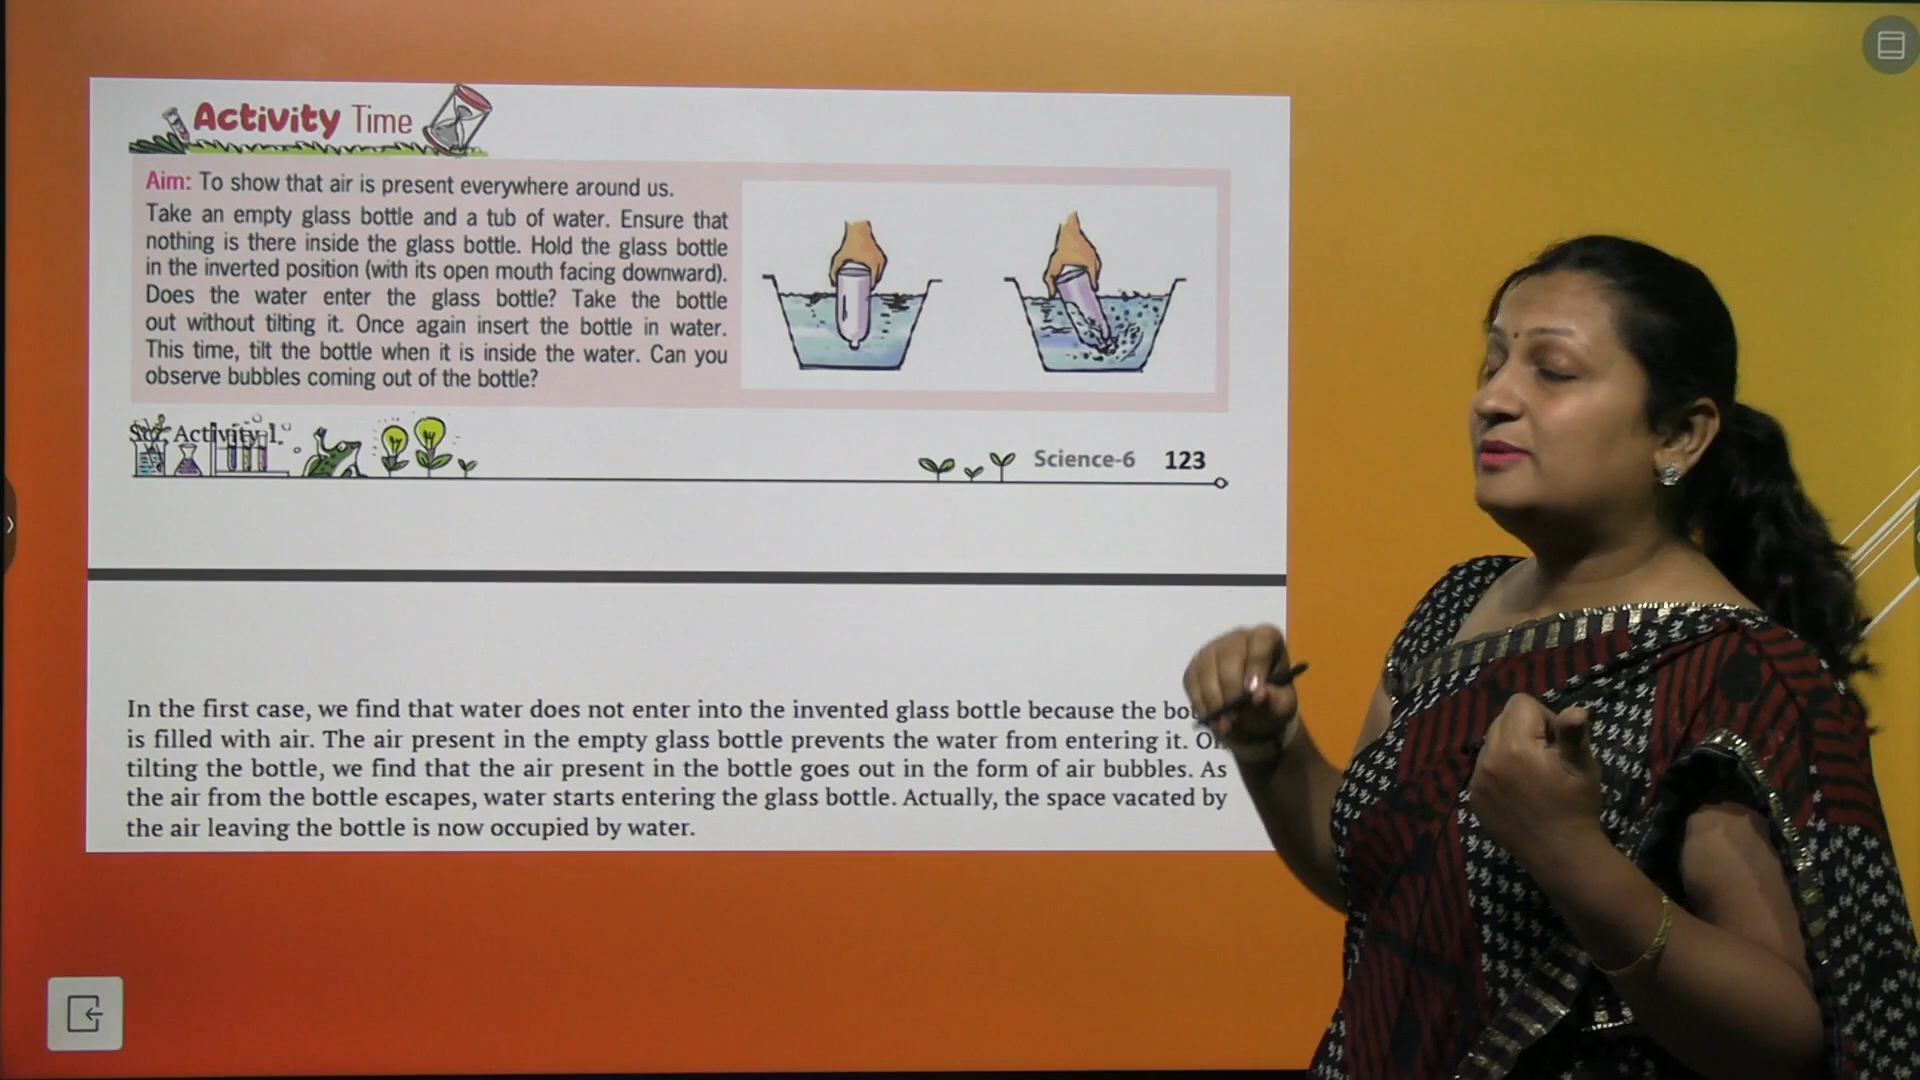 Activity Time
Aim: To show that air is present everywhere around us.
Take an empty glass bottle and a tub of water. Ensure that
nothing is there inside the glass bottle. Hold the glass bottle
in the inverted position (with its open mouth facing downward).
Does the water enter the glass bottle? Take the bottle
out without tilting it. Once again insert the bottle in water.
This time, tilt the bottle when it is inside the water. Can you
observe bubbles coming out of the bottle?
Activity 1.
Science-6 123
In the first case, we find that water does not enter into the invented glass bottle because the
is filled with air. The air present in the empty glass bottle prevents the water from entering it.
tilting the bottle, we find that the air present in the bottle goes out in the form of air bubbles. As
the air from the bottle escapes, water starts entering the glass bottle. Actually, the space vacated by
the air leaving the bottle is now occupied by water.